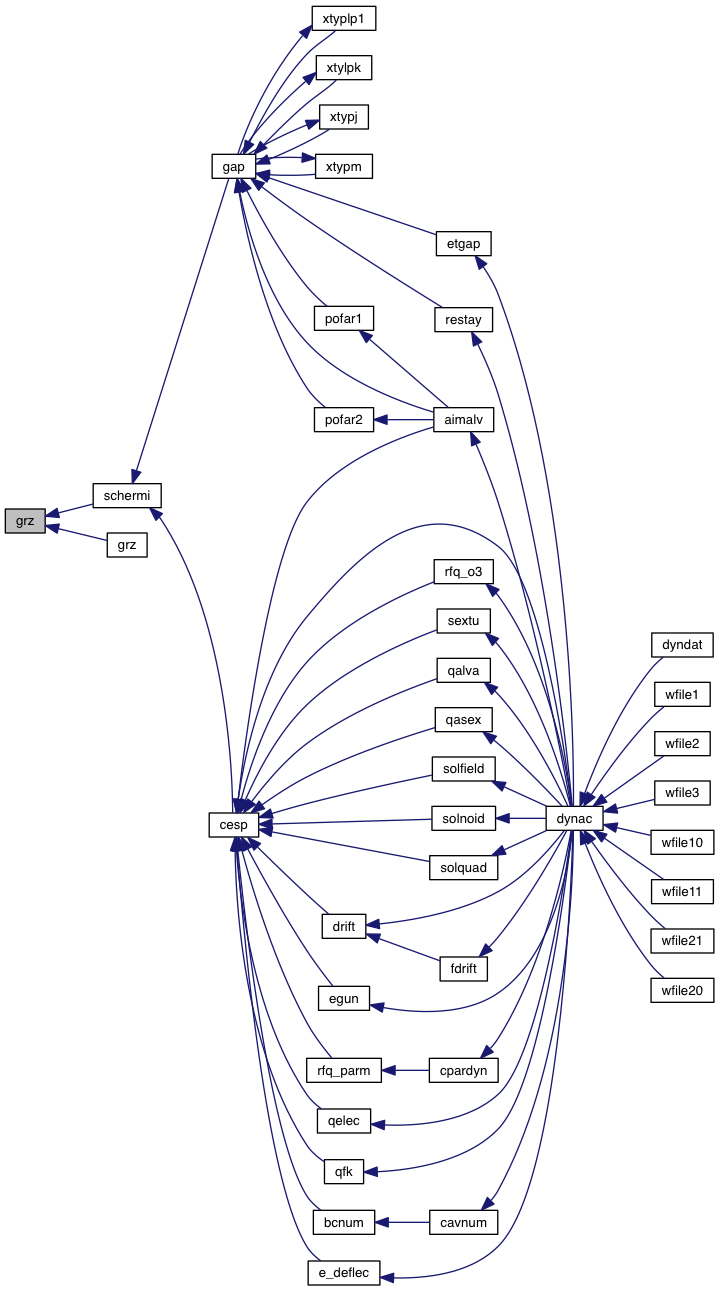 xtyplp1
xtylpk
xtypj
gap
xtypm
etgap
pofar1
restay
pofar2
aimalv
schermi
grz
grz
rfq_o3
sextu
dyndat
qalva
wfile1
qasex
wfile2
solfield
wfile3
cesp
solnoid
dynac
wfile10
solquad
wfile11
drift
wfile21
fdrift
egun
wfile20
rfq_parm
cpardyn
qelec
qfk
bcnum
cavnum
e_deflec